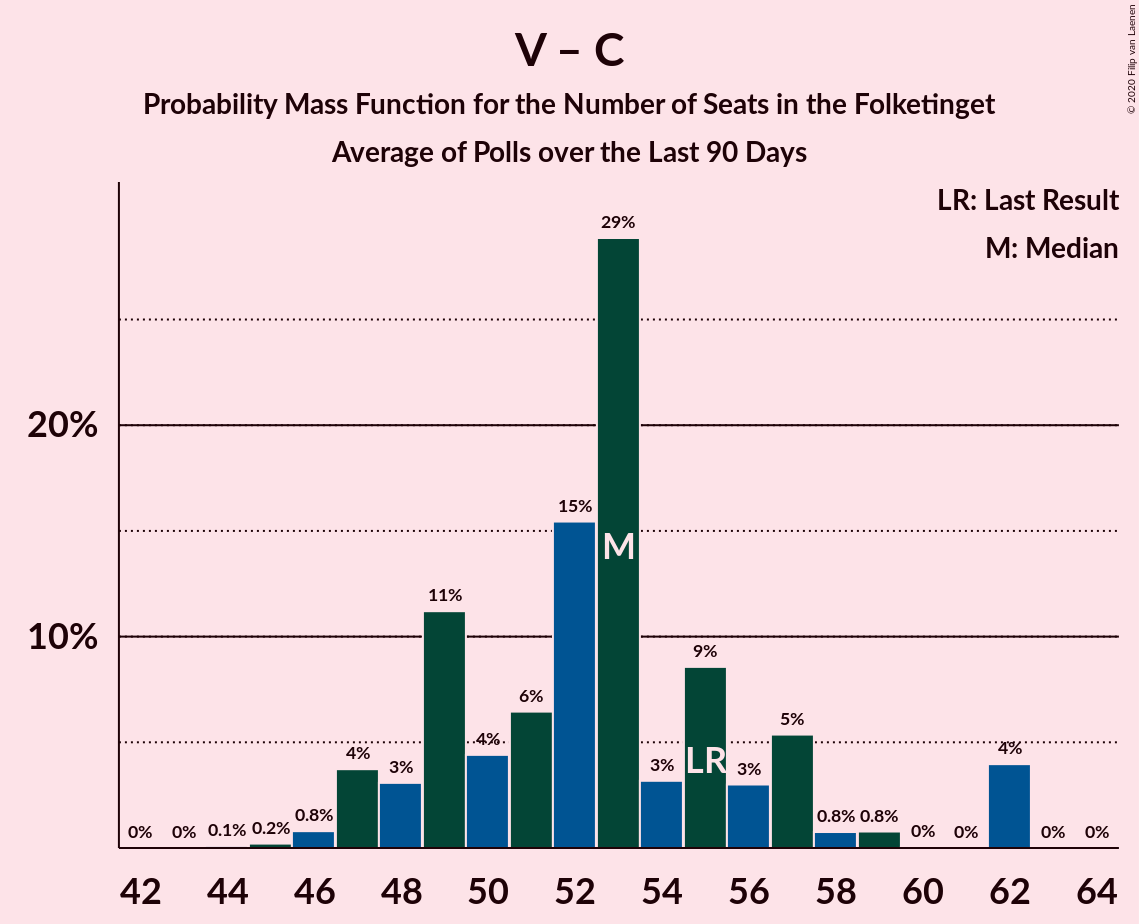 V – C
Probability Mass Function for the Number of Seats in the Folketinget
Average of Polls over the Last 90 Days
© 2020 Filip van Laenen
LR: Last Result
M: Median
20%
10%
0% 0% 0.1% 0.2% 0.8% 4% 3% 11% 4% 6% 15% 29% 3% 9% 3% 5% 0.8% 0.8% 0% 0% 4% 0% 0%
M
LR
42 44 46 48 50 52 54 56 58 60 62 64